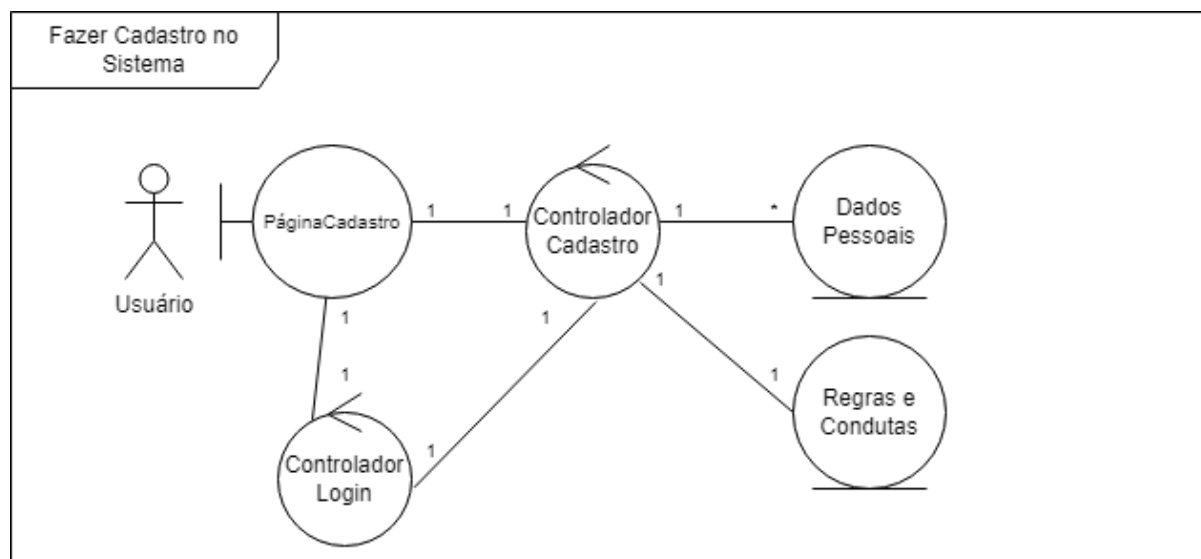 Fazer Cadastro no
Sistema
Usuário
PáginaCadastro
1
1
Controlador
Cadastro
1
*
Dados
Pessoais
1
1
1
1
1
1
Controlador
Login
Regras e
Condutas